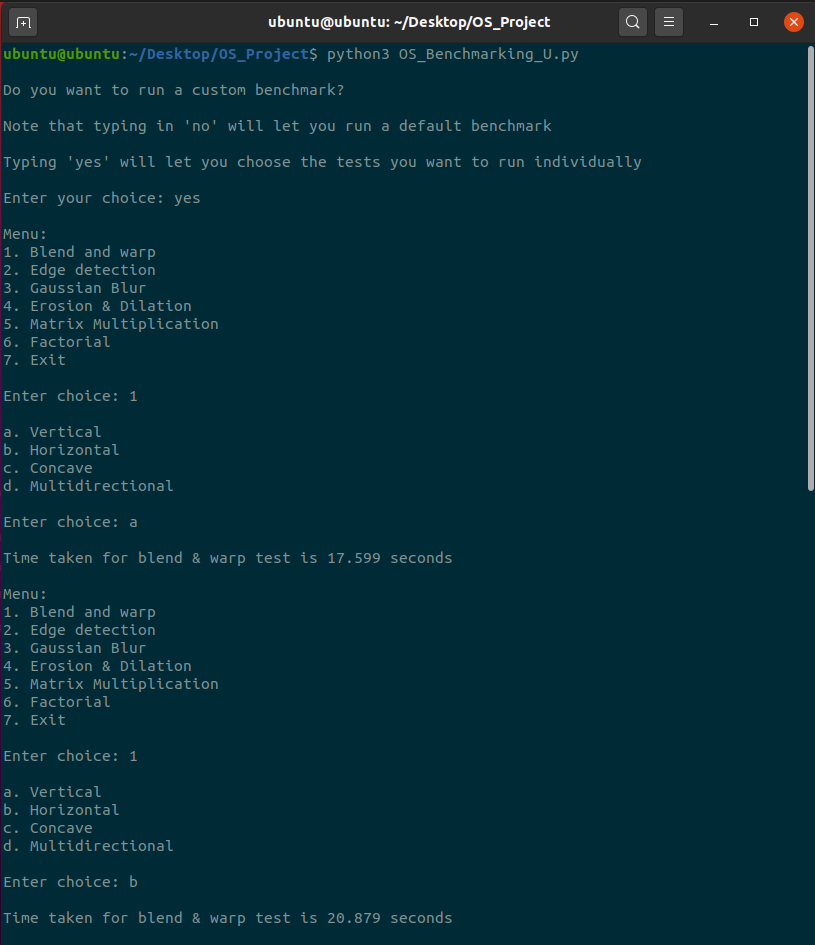 ubuntu@ubuntu: ~/Desktop/OS_Project
ubuntu@ubuntu:~/Desktop/OS_Project$ python3 OS_Benchmarking_U.py
Do you want to run a custom benchmark?
Note that typing in 'no' will let you run a default benchmark
Typing 'yes' will let you choose the tests you want to run individually
Enter your choice: yes
Menu:
1. Blend and warp
2. Edge detection
3. Gaussian Blur
4. Erosion & Dilation
5. Matrix Multiplication
6. Factorial
7. Exit
Enter choice: 1
a. Vertical
b. Horizontal
c. Concave
d. Multidirectional
Enter choice: a
Time taken for blend & warp test is 17.599 seconds
Menu:
1. Blend and warp
2. Edge detection
3. Gaussian Blur
4. Erosion & Dilation
5. Matrix Multiplication
6. Factorial
7. Exit
Enter choice: 1
a. Vertical
b. Horizontal
c. Concave
d. Multidirectional
Enter choice: b
Time taken for blend & warp test is 20.879 seconds